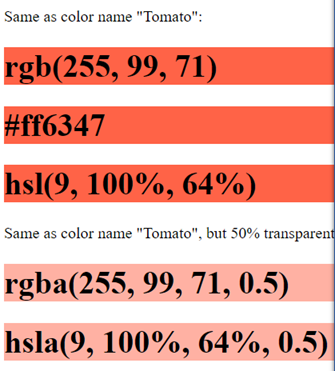 Same as color name "Tomato":
rgb(255, 99, 71)
#ff6347
hsl(9, 100%, 64%)
Same as color name "Tomato", but 50% transparent
rgba(255, 99, 71, 0.5)
hsla(9, 100%, 64%, 0.5)